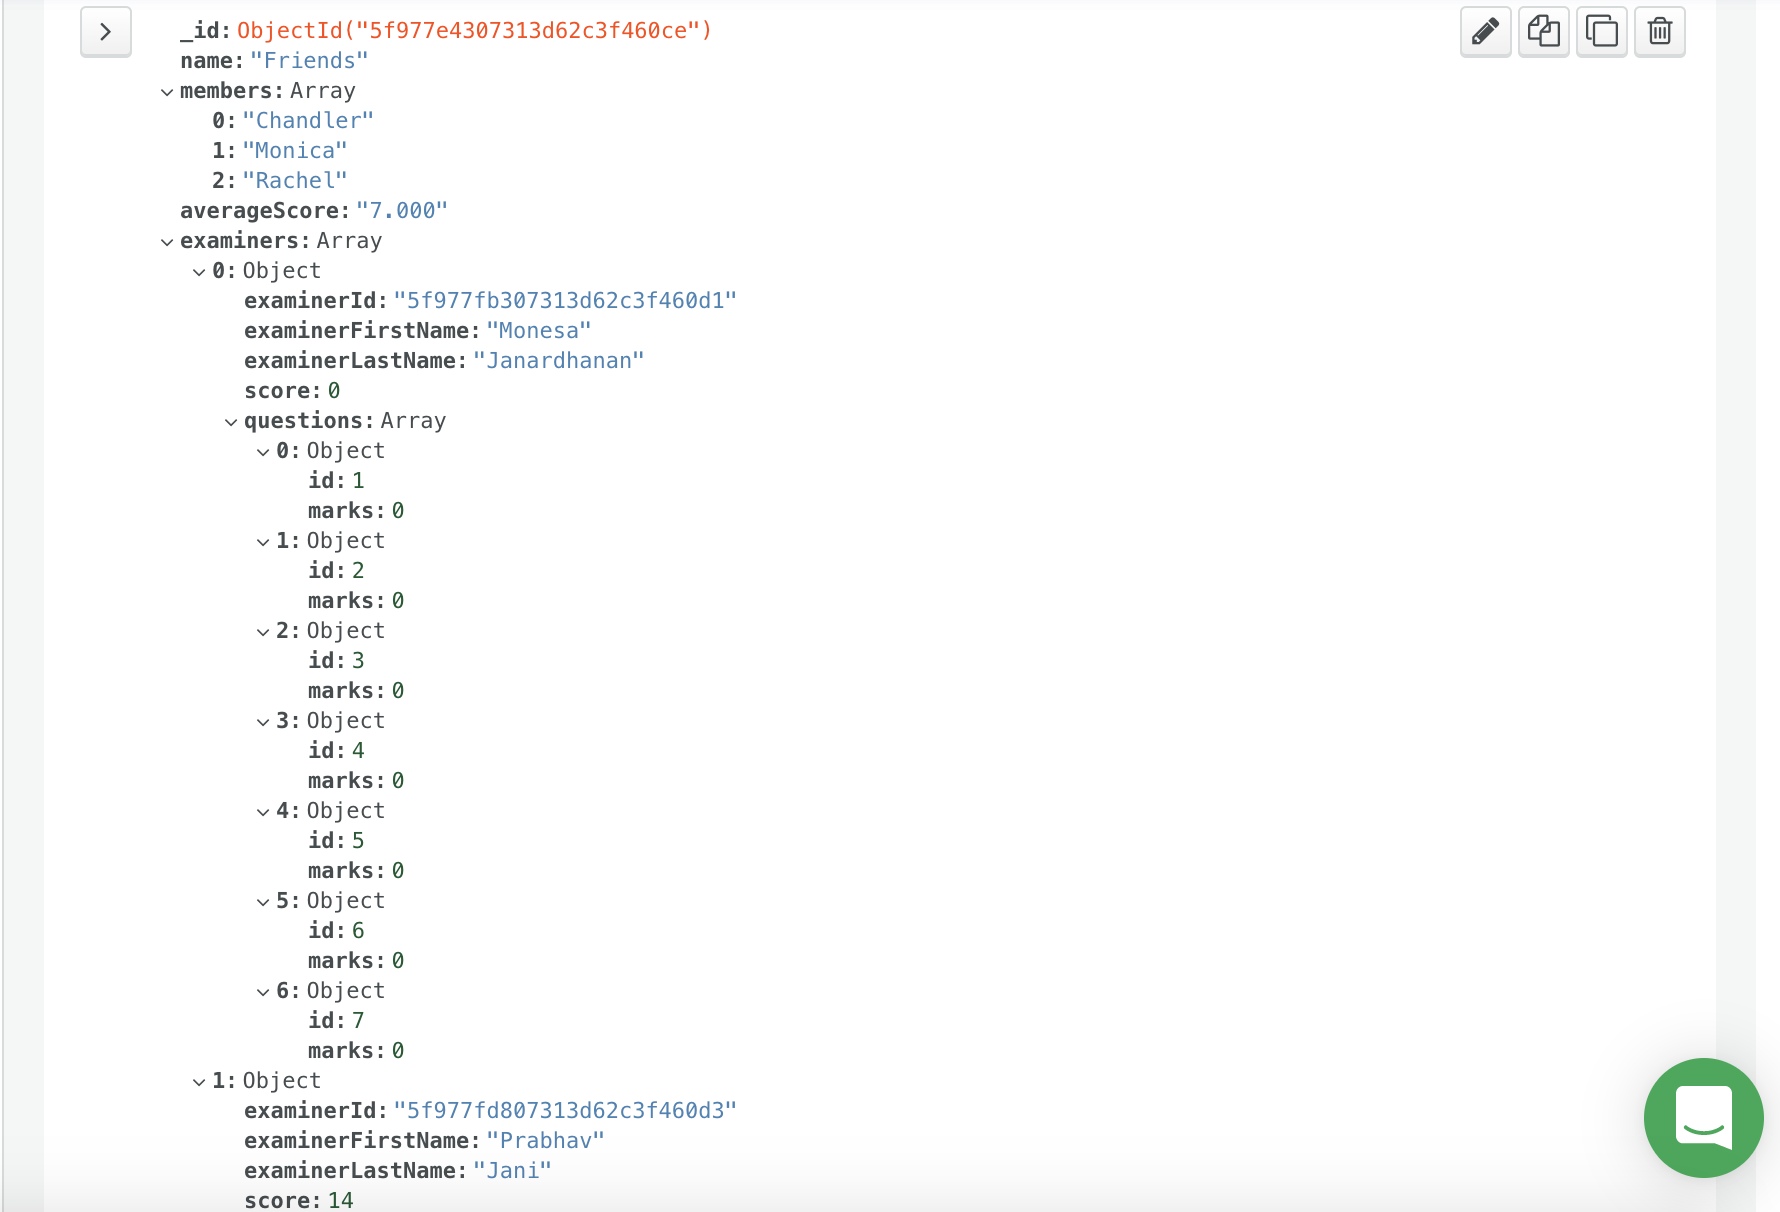 _id: ObjectId("5f977e4307313d62c3f460ce")
name: "Friends"
members: Array
0: "Chandler"
1: "Monica"
2: "Rachel"
averageScore: "7.000"
examiners: Array
0: Object
examinerId: "5f977fb307313d62c3f460d1"
examinerFirstName: "Monesa"
examinerLastName: "Janardhanan"
score: 0
questions: Array
0: Object
id: 1
marks: 0
1: Object
id: 2
marks: 0
2: Object
id: 3
marks: 0
3: Object
id: 4
marks: 0
4: Object
id: 5
marks: 0
5: Object
id: 6
marks: 0
6: Object
id: 7
marks: 0
1: Object
examinerId: "5f977fd807313d62c3f460d3"
examinerFirstName: "Prabhav"
examinerLastName: "Jani"
score: 14